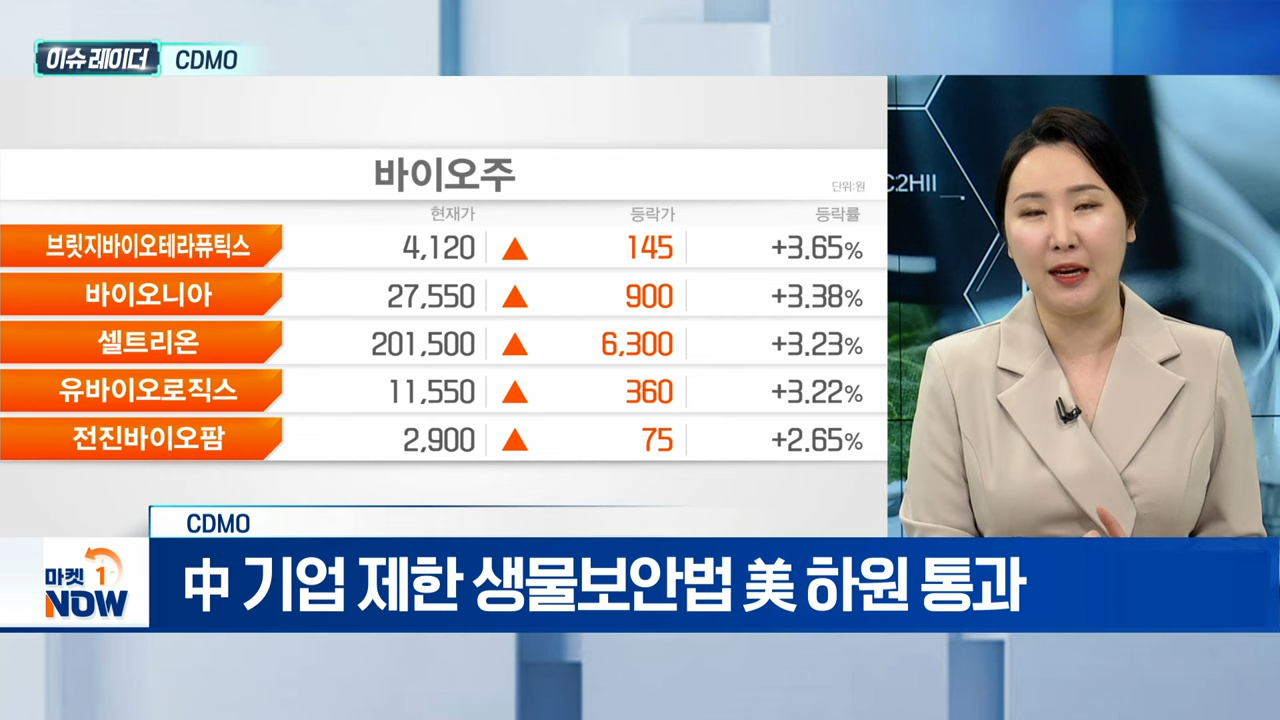 이슈레이더 CDMO
바이오주
단위:원
현재가 등락가 등락률
브릿지바이오테라퓨틱스 4,120 ▲ 145 +3.65%
바이오니아 27,550 ▲ 900 +3.38%
셀트리온 201,500 ▲ 6,300 +3.23%
유바이오로직스 11,550 ▲ 360 +3.22%
전진바이오팜 2,900 ▲ 75 +2.65%
C2HII
CDMO
마켓 1
NOW
中 기업 제한 생물보안법 美 하원 통과